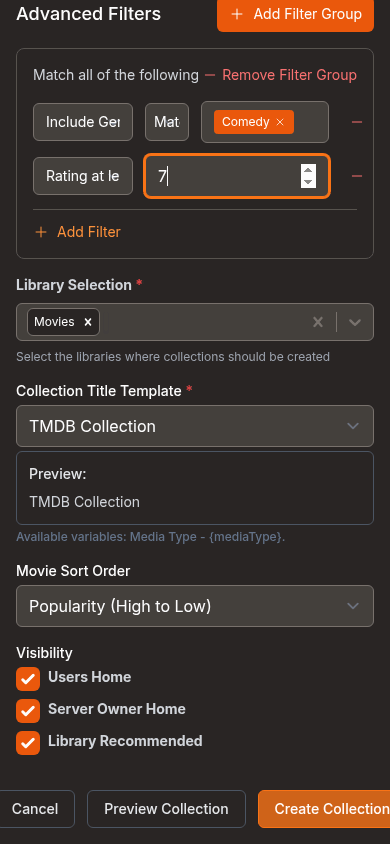 Advanced Filters
+ Add Filter Group
Match all of the following
− Remove Filter Group
Include Ger
Mat
Comedy ×
Rating at le
7
+ Add Filter
Library Selection *
Movies ×
Select the libraries where collections should be created
Collection Title Template *
TMDB Collection
Preview:
TMDB Collection
Available variables: Media Type - {mediaType}.
Movie Sort Order
Popularity (High to Low)
Visibility
Users Home
Server Owner Home
Library Recommended
Cancel
Preview Collection
Create Collection